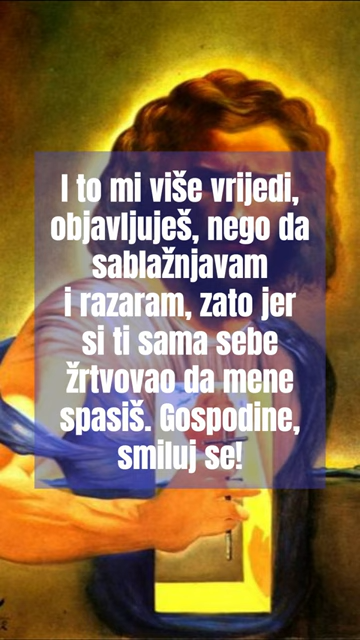 I to mi više vrijedi,
objavljuješ, nego da
sablažnjavam
i razaram, zato jer
si ti sama sebe
žrtvovao da mene
spasiš. Gospodine,
smiluj se!